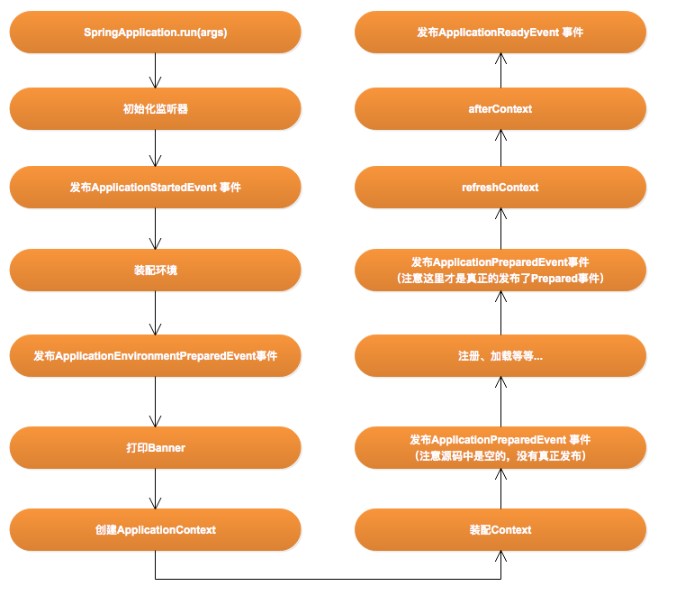 SpringApplication.run(args)
初始化监听器
发布ApplicationStartedEvent 事件
装配环境
发布ApplicationEnvironmentPreparedEvent事件
打印Banner
创建ApplicationContext
装配Context
发布ApplicationPreparedEvent 事件
（注意源码中是空的，没有真正发布）
注册、加载等等...
发布ApplicationPreparedEvent事件
（注意这里才是真正的发布了Prepared事件）
refreshContext
afterContext
发布ApplicationReadyEvent 事件